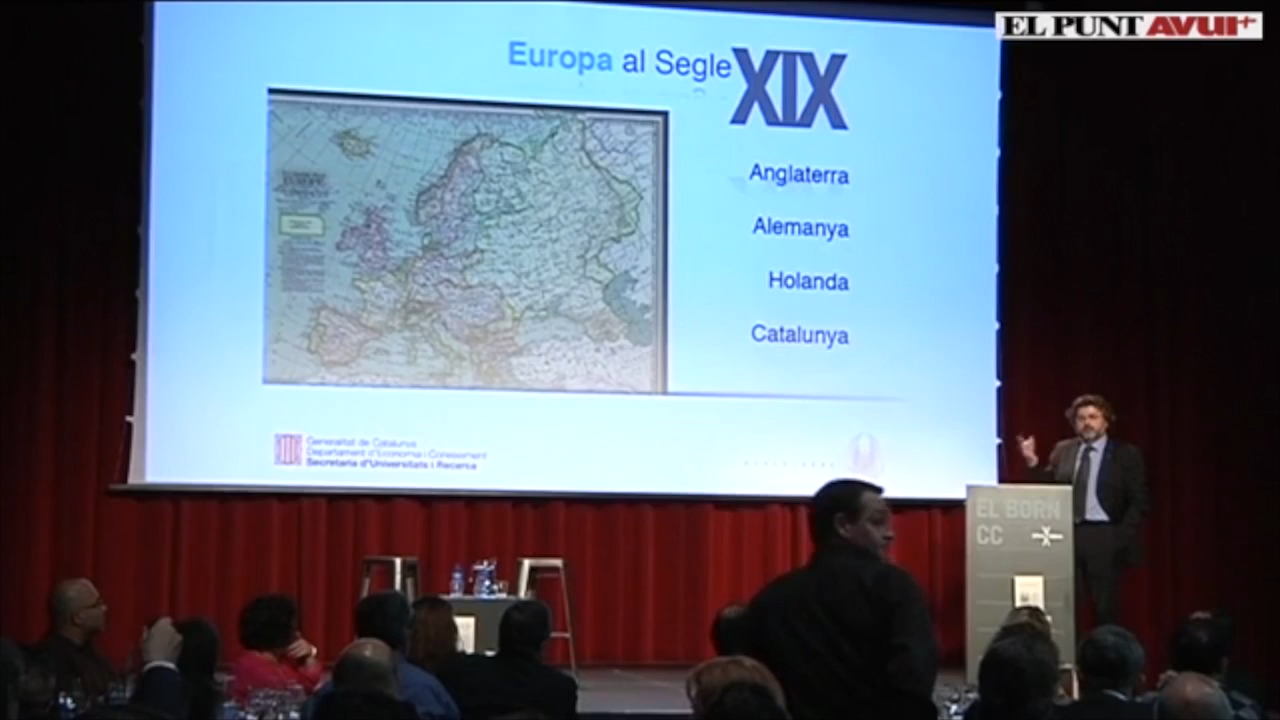 EL PUNT AVUI+
Europa al Segle XIX
Anglaterra
Alemanya
Holanda
Catalunya
Generalitat de Catalunya
Departament d'Economia i Coneixement
Secretaria d'Universitats i Recerca
EL BORN
CC